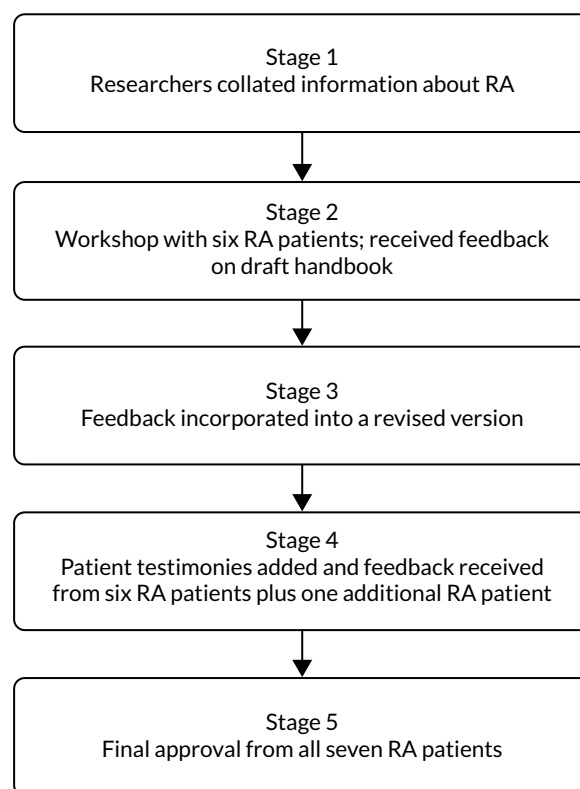 Stage 1
Researchers collated information about RA
Stage 2
Workshop with six RA patients; received feedback
on draft handbook
Stage 3
Feedback incorporated into a revised version
Stage 4
Patient testimonies added and feedback received
from six RA patients plus one additional RA patient
Stage 5
Final approval from all seven RA patients